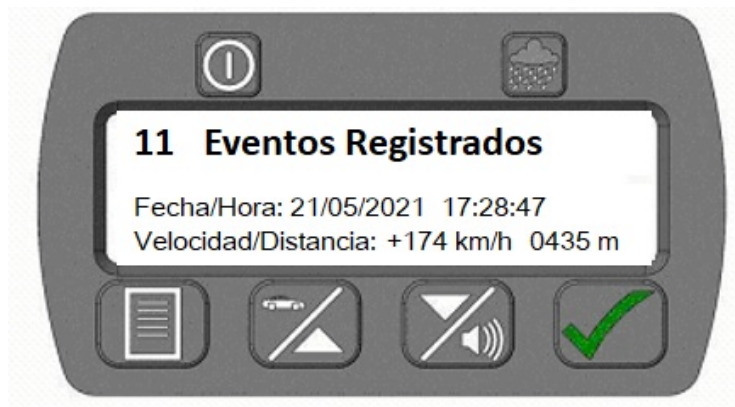 11 Eventos Registrados
Fecha/Hora: 21/05/2021 17:28:47
Velocidad/Distancia: +174 km/h 0435 m